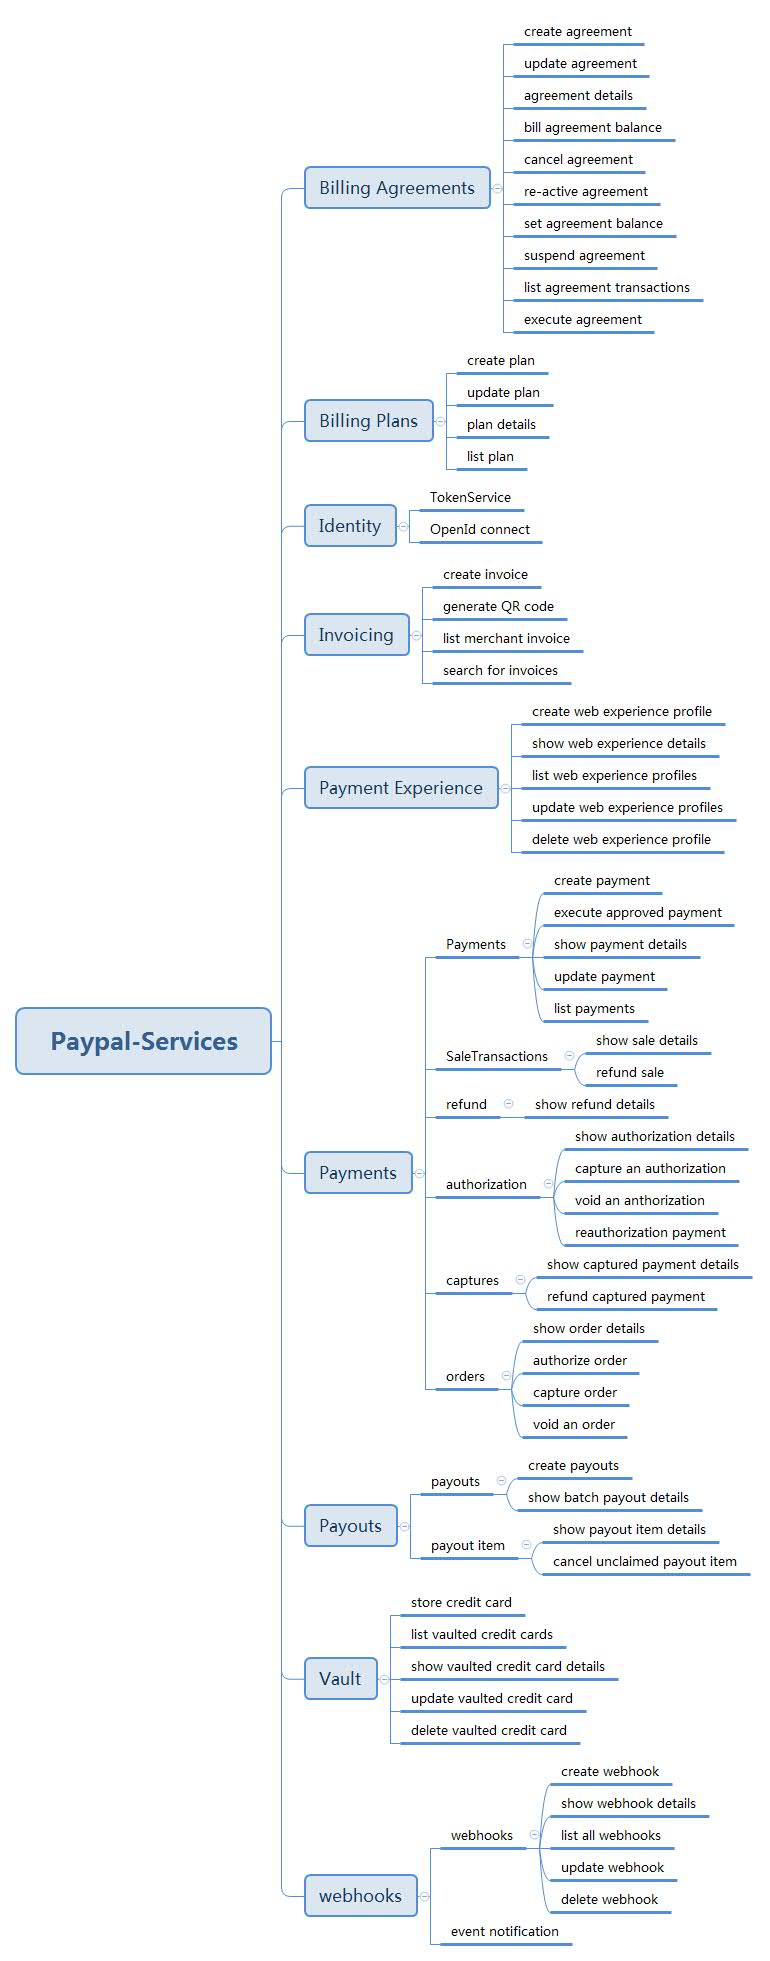 Paypal-Services
Billing Agreements
create agreement
update agreement
agreement details
bill agreement balance
cancel agreement
re-active agreement
set agreement balance
suspend agreement
list agreement transactions
execute agreement
Billing Plans
create plan
update plan
plan details
list plan
Identity
TokenService
OpenId connect
Invoicing
create invoice
generate QR code
list merchant invoice
search for invoices
Payment Experience
create web experience profile
show web experience details
list web experience profiles
update web experience profiles
delete web experience profile
Payments
Payments
create payment
execute approved payment
show payment details
update payment
list payments
SaleTransactions
show sale details
refund sale
refund
show refund details
authorization
show authorization details
capture an authorization
void an anthorization
reauthorization payment
captures
show captured payment details
refund captured payment
orders
show order details
authorize order
capture order
void an order
Payouts
payouts
create payouts
show batch payout details
payout item
show payout item details
cancel unclaimed payout item
Vault
store credit card
list vaulted credit cards
show vaulted credit card details
update vaulted credit card
delete vaulted credit card
webhooks
webhooks
create webhook
show webhook details
list all webhooks
update webhook
delete webhook
event notification